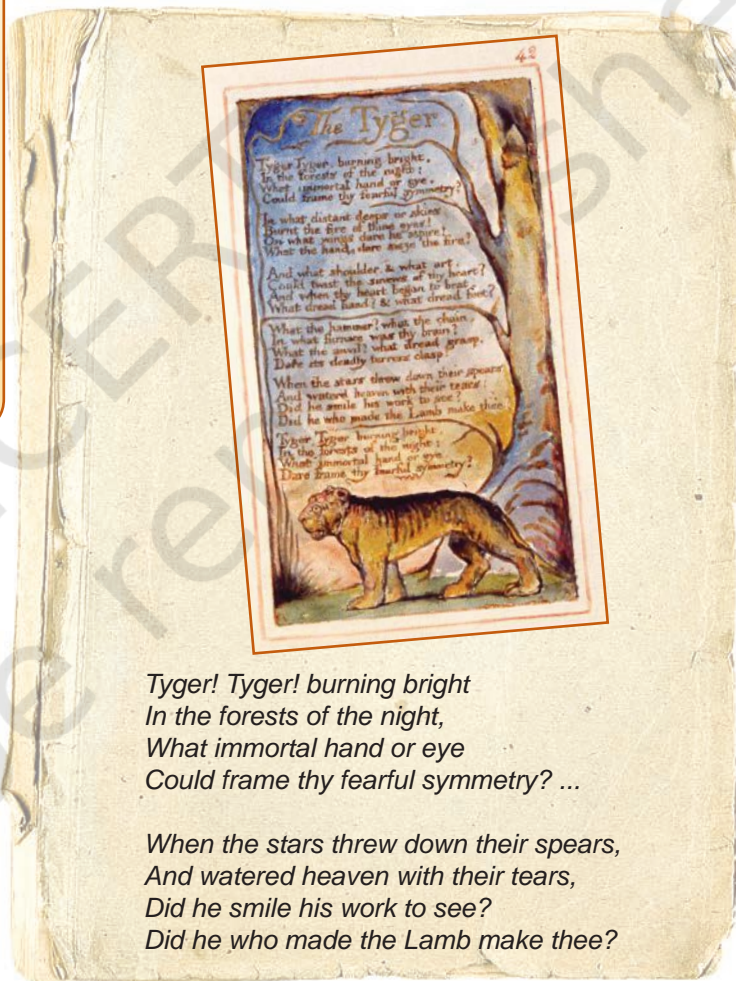 42
The Tyger
Tyger Tyger, burning bright,
In the forests of the night:
What immortal hand or eye,
Could frame thy fearful symmetry?
In what distant deeps or skies
Burnt the fire of thine eyes!
On what wings dare he aspire!
What the hand, dare sieze the fire?
And what shoulder & what art,
Could twist the sinews of thy heart?
And when thy heart began to beat,
What dread hand? & what dread feet?
What the hammer? what the chain
In what furnace was thy brain?
What the anvil? what dread grasp,
Dare its deadly terrors clasp!
When the stars threw down their spears
And water'd heaven with their tears:
Did he smile his work to see?
Did he who made the Lamb make thee?
Tyger Tyger burning bright,
In the forests of the night:
What immortal hand or eye
Dare frame thy fearful symmetry?
Tyger! Tyger! burning bright
In the forests of the night,
What immortal hand or eye
Could frame thy fearful symmetry? ...
When the stars threw down their spears,
And watered heaven with their tears,
Did he smile his work to see?
Did he who made the Lamb make thee?